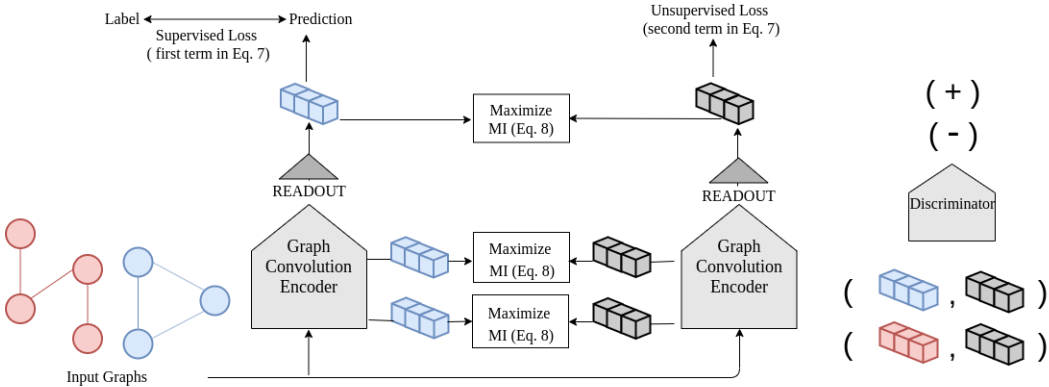 Label
Prediction
Supervised Loss
( first term in Eq. 7)
Unsupervised Loss
(second term in Eq. 7)
Maximize
MI (Eq. 8)
READOUT
READOUT
( + )
( - )
Discriminator
Graph
Convolution
Encoder
Maximize
MI (Eq. 8)
Maximize
MI (Eq. 8)
Graph
Convolution
Encoder
( , )
( , )
Input Graphs